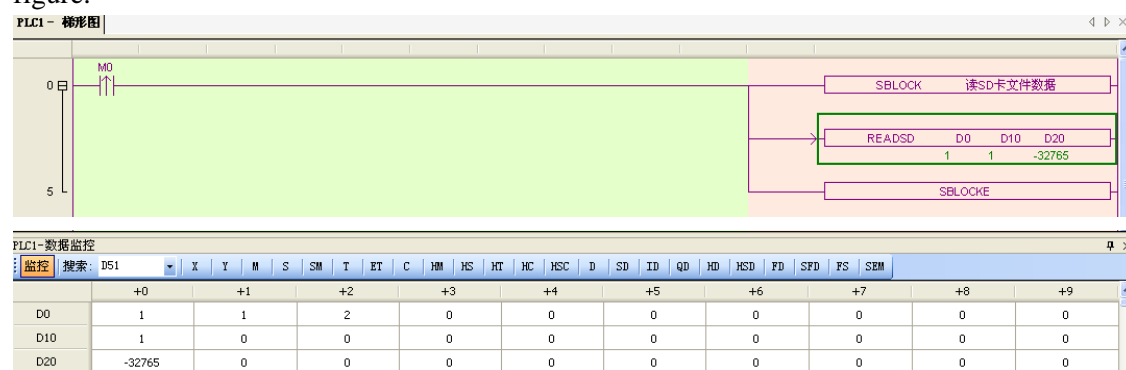 figure.
PLC1 - 梯形图
M0
0
SBLOCK 读SD卡文件数据
READSD D0 D10 D20
1 1 -32765
5
SBLOCKE
PLC1-数据监控
监控 搜索: D51 X Y M S SM T ET C HM HS HT HC HSC D SD ID QD HD HSD FD SFD FS SEM
+0 +1 +2 +3 +4 +5 +6 +7 +8 +9
D0 1 1 2 0 0 0 0 0 0 0
D10 1 0 0 0 0 0 0 0 0 0
D20 -32765 0 0 0 0 0 0 0 0 0